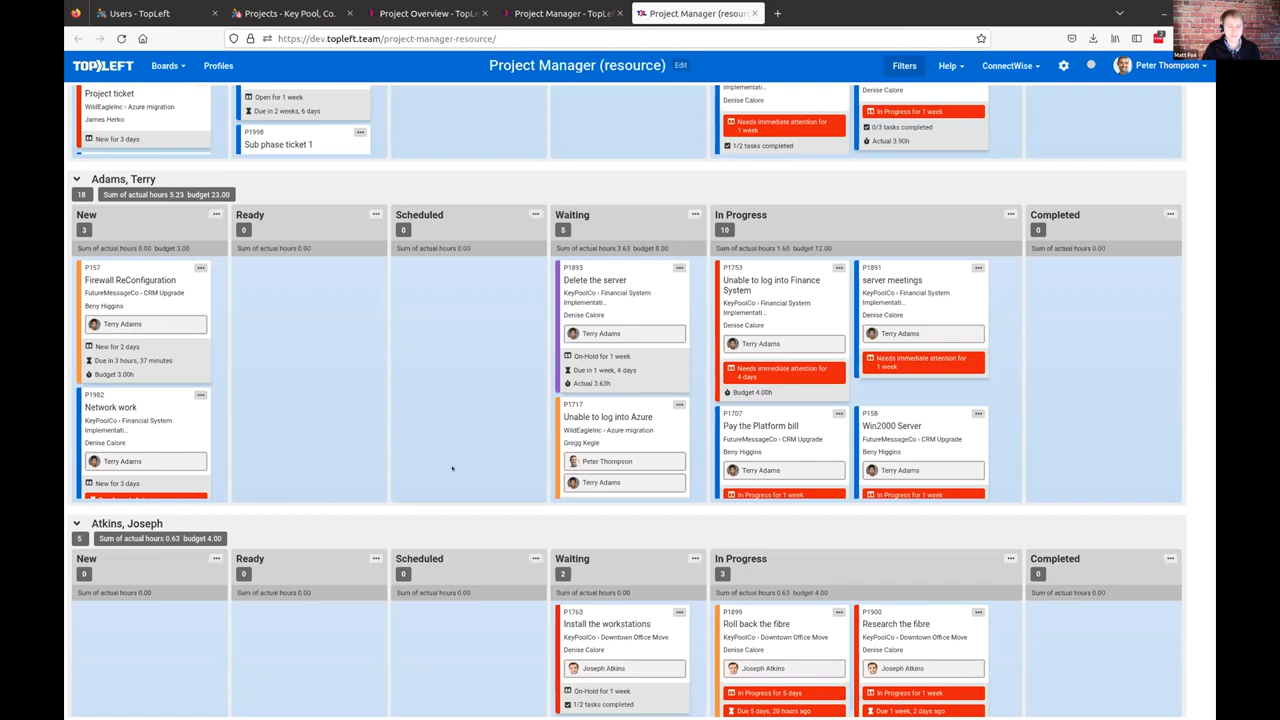 Users - TopLeft
Projects - Key Pool,
Project Overview - TopL
Project Manager - TopLef
Project Manager (resour
https://dev.topleft.team/project-manager-resource/
Matt Fox
TOP LEFT
Boards
Profiles
Project Manager (resource)
Edit
Filters
Help
ConnectWise
Peter Thompson
Project ticket
WildEagleInc › Azure migration
James Herko
New for 3 days
Open for 1 week
Due in 2 weeks, 6 days
P1998
Sub phase ticket 1
Implementati...
Denise Calore
Needs immediate attention for
1 week
1/2 tasks completed
Denise Calore
In Progress for 1 week
0/3 tasks completed
Actual 3.90h
Adams, Terry
18
Sum of actual hours 5.23 budget 23.00
New
3
Sum of actual hours 0.00 budget 3.00
Ready
0
Sum of actual hours 0.00
Scheduled
0
Sum of actual hours 0.00
Waiting
5
Sum of actual hours 3.63 budget 8.00
In Progress
10
Sum of actual hours 1.60 budget 12.00
Completed
0
Sum of actual hours 0.00
P157
Firewall ReConfiguration
FutureMessageCo › CRM Upgrade
Beny Higgins
Terry Adams
New for 2 days
Due in 3 hours, 37 minutes
Budget 3.00h
P1982
Network work
KeyPoolCo › Financial System
Implementati...
Denise Calore
Terry Adams
New for 3 days
P1893
Delete the server
KeyPoolCo › Financial System
Implementati...
Denise Calore
Terry Adams
On-Hold for 1 week
Due in 1 week, 4 days
Actual 3.63h
P1717
Unable to log into Azure
WildEagleInc › Azure migration
Gregg Kegle
Peter Thompson
Terry Adams
P1753
Unable to log into Finance
System
KeyPoolCo › Financial System
Implementati...
Denise Calore
Terry Adams
Needs immediate attention for
4 days
Budget 4.00h
P1707
Pay the Platform bill
FutureMessageCo › CRM Upgrade
Beny Higgins
Terry Adams
In Progress for 1 week
P1891
server meetings
KeyPoolCo › Financial System
Implementati...
Denise Calore
Terry Adams
Needs immediate attention for
1 week
P158
Win2000 Server
FutureMessageCo › CRM Upgrade
Beny Higgins
Terry Adams
In Progress for 1 week
Atkins, Joseph
5
Sum of actual hours 0.63 budget 4.00
New
0
Sum of actual hours 0.00
Ready
0
Sum of actual hours 0.00
Scheduled
0
Sum of actual hours 0.00
Waiting
2
Sum of actual hours 0.00
In Progress
3
Sum of actual hours 0.63 budget 4.00
Completed
0
Sum of actual hours 0.00
P1763
Install the workstations
KeyPoolCo › Downtown Office Move
Denise Calore
Joseph Atkins
On-Hold for 1 week
1/2 tasks completed
P1899
Roll back the fibre
KeyPoolCo › Downtown Office Move
Denise Calore
Joseph Atkins
In Progress for 5 days
Due 5 days, 20 hours ago
P1900
Research the fibre
KeyPoolCo › Downtown Office Move
Denise Calore
Joseph Atkins
In Progress for 1 week
Due 1 week, 2 days ago